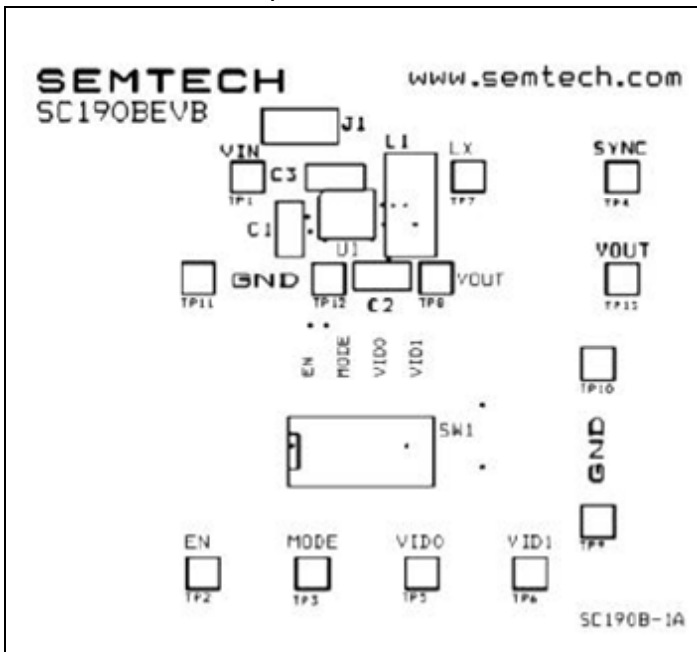 SEMTECH www.semtech.com
SC190BEVB
J1
VIN C3 L1 LX SYNC
TP1 TP7 TP4
C1
U1
VOUT
GND VOUT
TP11 TP12 C2 TP8 TP13
EN MODE VID0 VID1
TP10
SW1
GND
TP9
EN MODE VID0 VID1
TP2 TP3 TP5 TP6
SC190B-1A